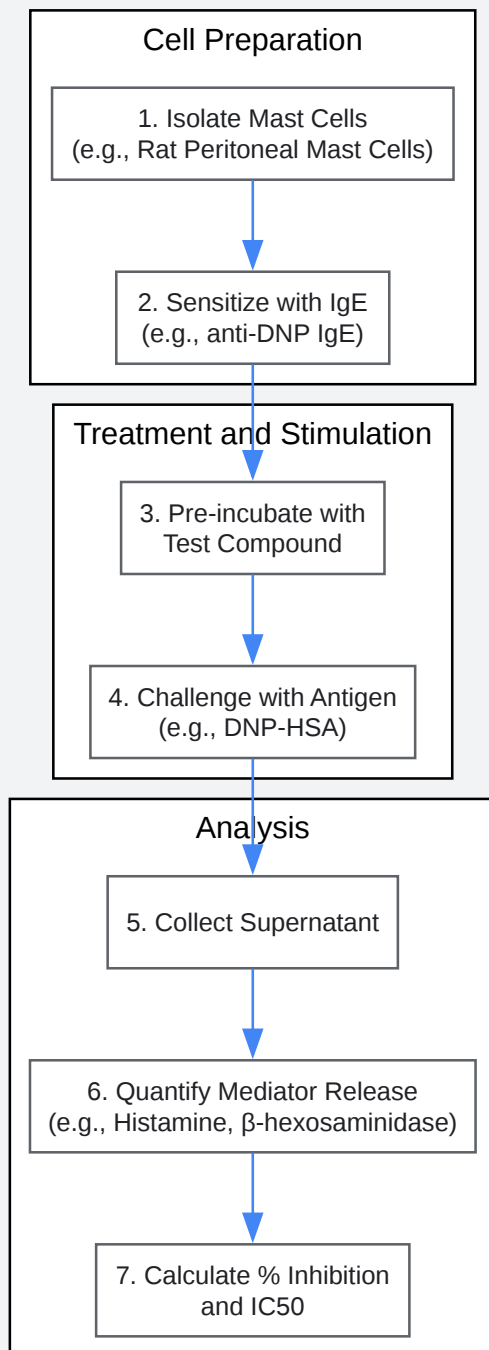 Cell Preparation
1. Isolate Mast Cells
(e.g., Rat Peritoneal Mast Cells)
2. Sensitize with IgE
(e.g., anti-DNP IgE)
Treatment and Stimulation
3. Pre-incubate with
Test Compound
4. Challenge with Antigen
(e.g., DNP-HSA)
Analysis
5. Collect Supernatant
6. Quantify Mediator Release
(e.g., Histamine, β-hexosaminidase)
7. Calculate % Inhibition
and IC50